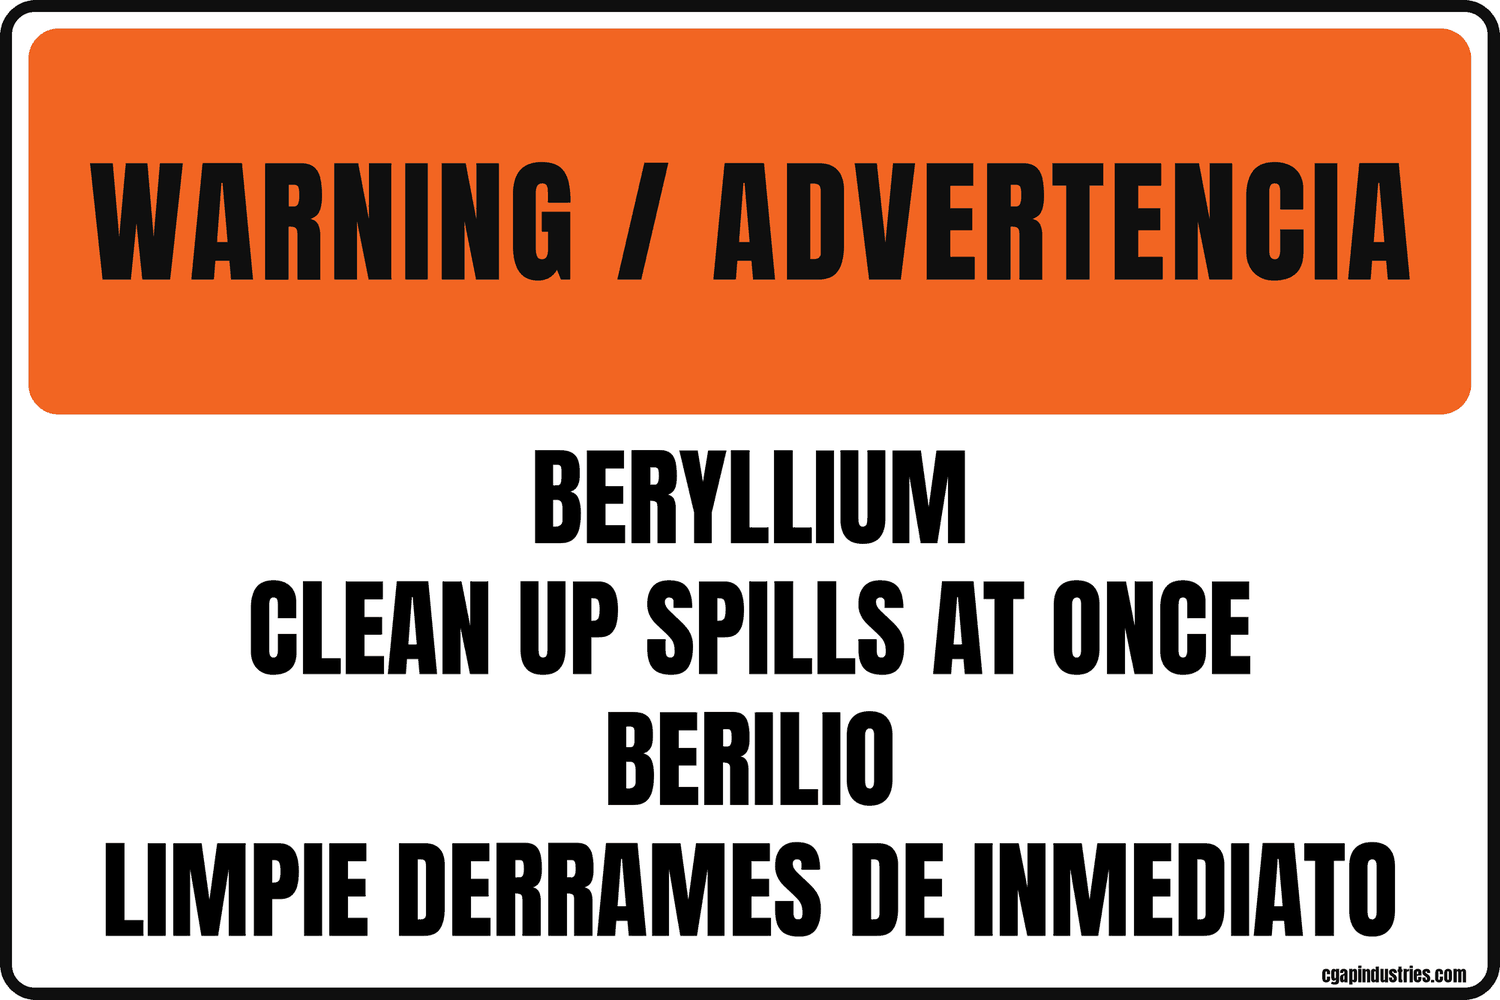 WARNING / ADVERTENCIA
BERYLLIUM
CLEAN UP SPILLS AT ONCE
BERILIO
LIMPIE DERRAMES DE INMEDIATO
cgapindustries.com